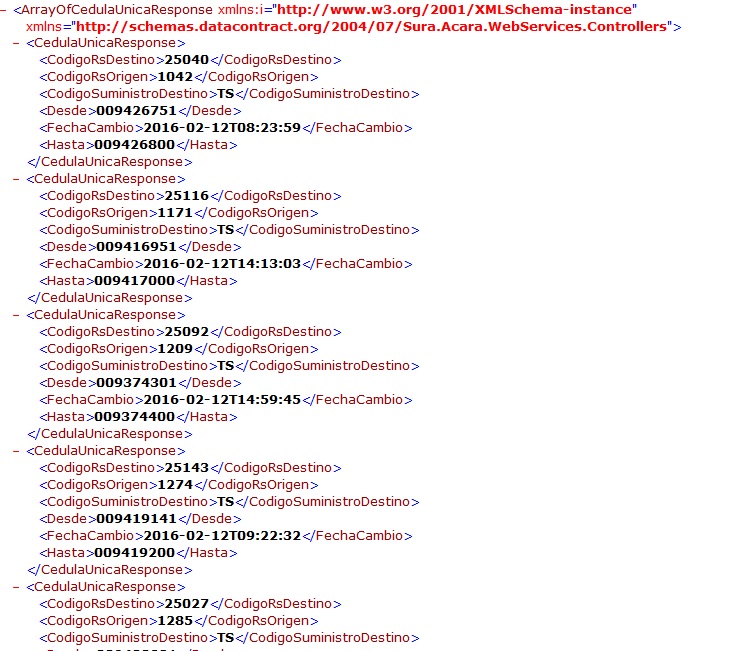 - <ArrayOfCedulaUnicaResponse xmlns:i="http://www.w3.org/2001/XMLSchema-instance"
xmlns="http://schemas.datacontract.org/2004/07/Sura.Acara.WebServices.Controllers">
- <CedulaUnicaResponse>
<CodigoRsDestino>25040</CodigoRsDestino>
<CodigoRsOrigen>1042</CodigoRsOrigen>
<CodigoSuministroDestino>TS</CodigoSuministroDestino>
<Desde>009426751</Desde>
<FechaCambio>2016-02-12T08:23:59</FechaCambio>
<Hasta>009426800</Hasta>
</CedulaUnicaResponse>
- <CedulaUnicaResponse>
<CodigoRsDestino>25116</CodigoRsDestino>
<CodigoRsOrigen>1171</CodigoRsOrigen>
<CodigoSuministroDestino>TS</CodigoSuministroDestino>
<Desde>009416951</Desde>
<FechaCambio>2016-02-12T14:13:03</FechaCambio>
<Hasta>009417000</Hasta>
</CedulaUnicaResponse>
- <CedulaUnicaResponse>
<CodigoRsDestino>25092</CodigoRsDestino>
<CodigoRsOrigen>1209</CodigoRsOrigen>
<CodigoSuministroDestino>TS</CodigoSuministroDestino>
<Desde>009374301</Desde>
<FechaCambio>2016-02-12T14:59:45</FechaCambio>
<Hasta>009374400</Hasta>
</CedulaUnicaResponse>
- <CedulaUnicaResponse>
<CodigoRsDestino>25143</CodigoRsDestino>
<CodigoRsOrigen>1274</CodigoRsOrigen>
<CodigoSuministroDestino>TS</CodigoSuministroDestino>
<Desde>009419141</Desde>
<FechaCambio>2016-02-12T09:22:32</FechaCambio>
<Hasta>009419200</Hasta>
</CedulaUnicaResponse>
- <CedulaUnicaResponse>
<CodigoRsDestino>25027</CodigoRsDestino>
<CodigoRsOrigen>1285</CodigoRsOrigen>
<CodigoSuministroDestino>TS</CodigoSuministroDestino>